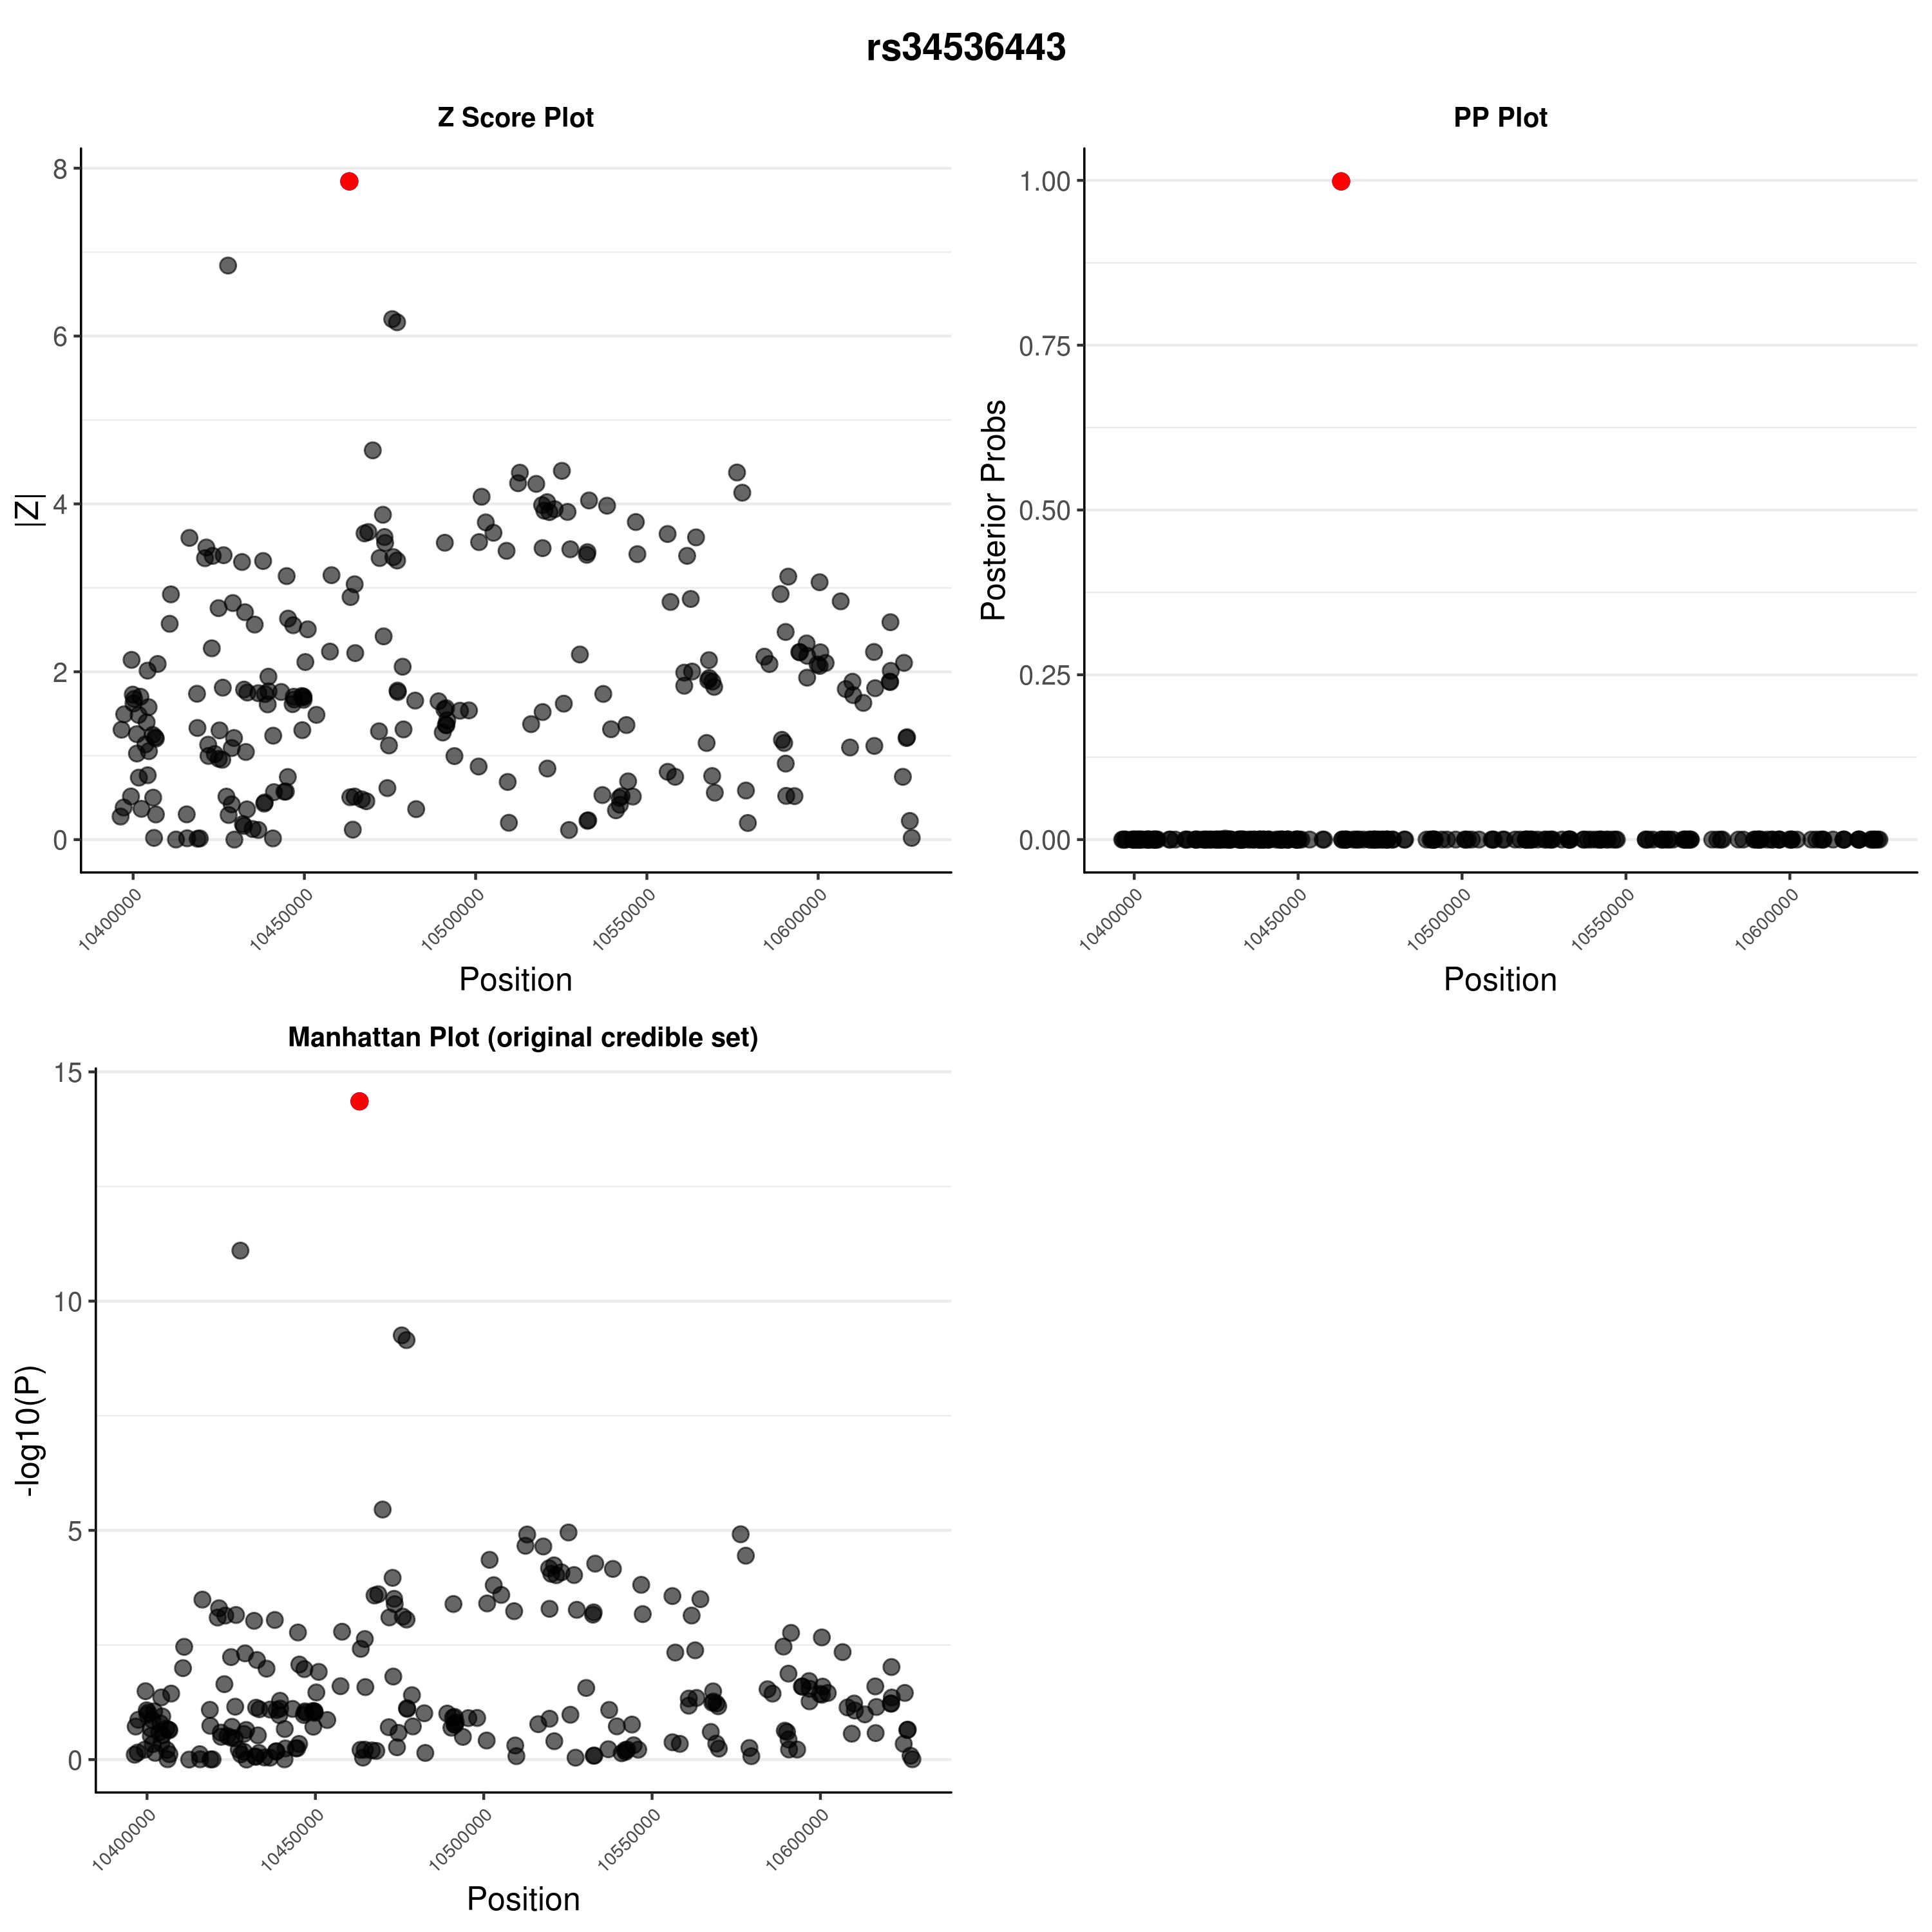 rs34536443
Z Score Plot
8
6
4
2
0
|Z|
10400000
10450000
10500000
10550000
10600000
Position
PP Plot
1.00
0.75
0.50
0.25
0.00
Posterior Probs
10400000
10450000
10500000
10550000
10600000
Position
Manhattan Plot (original credible set)
15
10
5
0
-log10(P)
10400000
10450000
10500000
10550000
10600000
Position